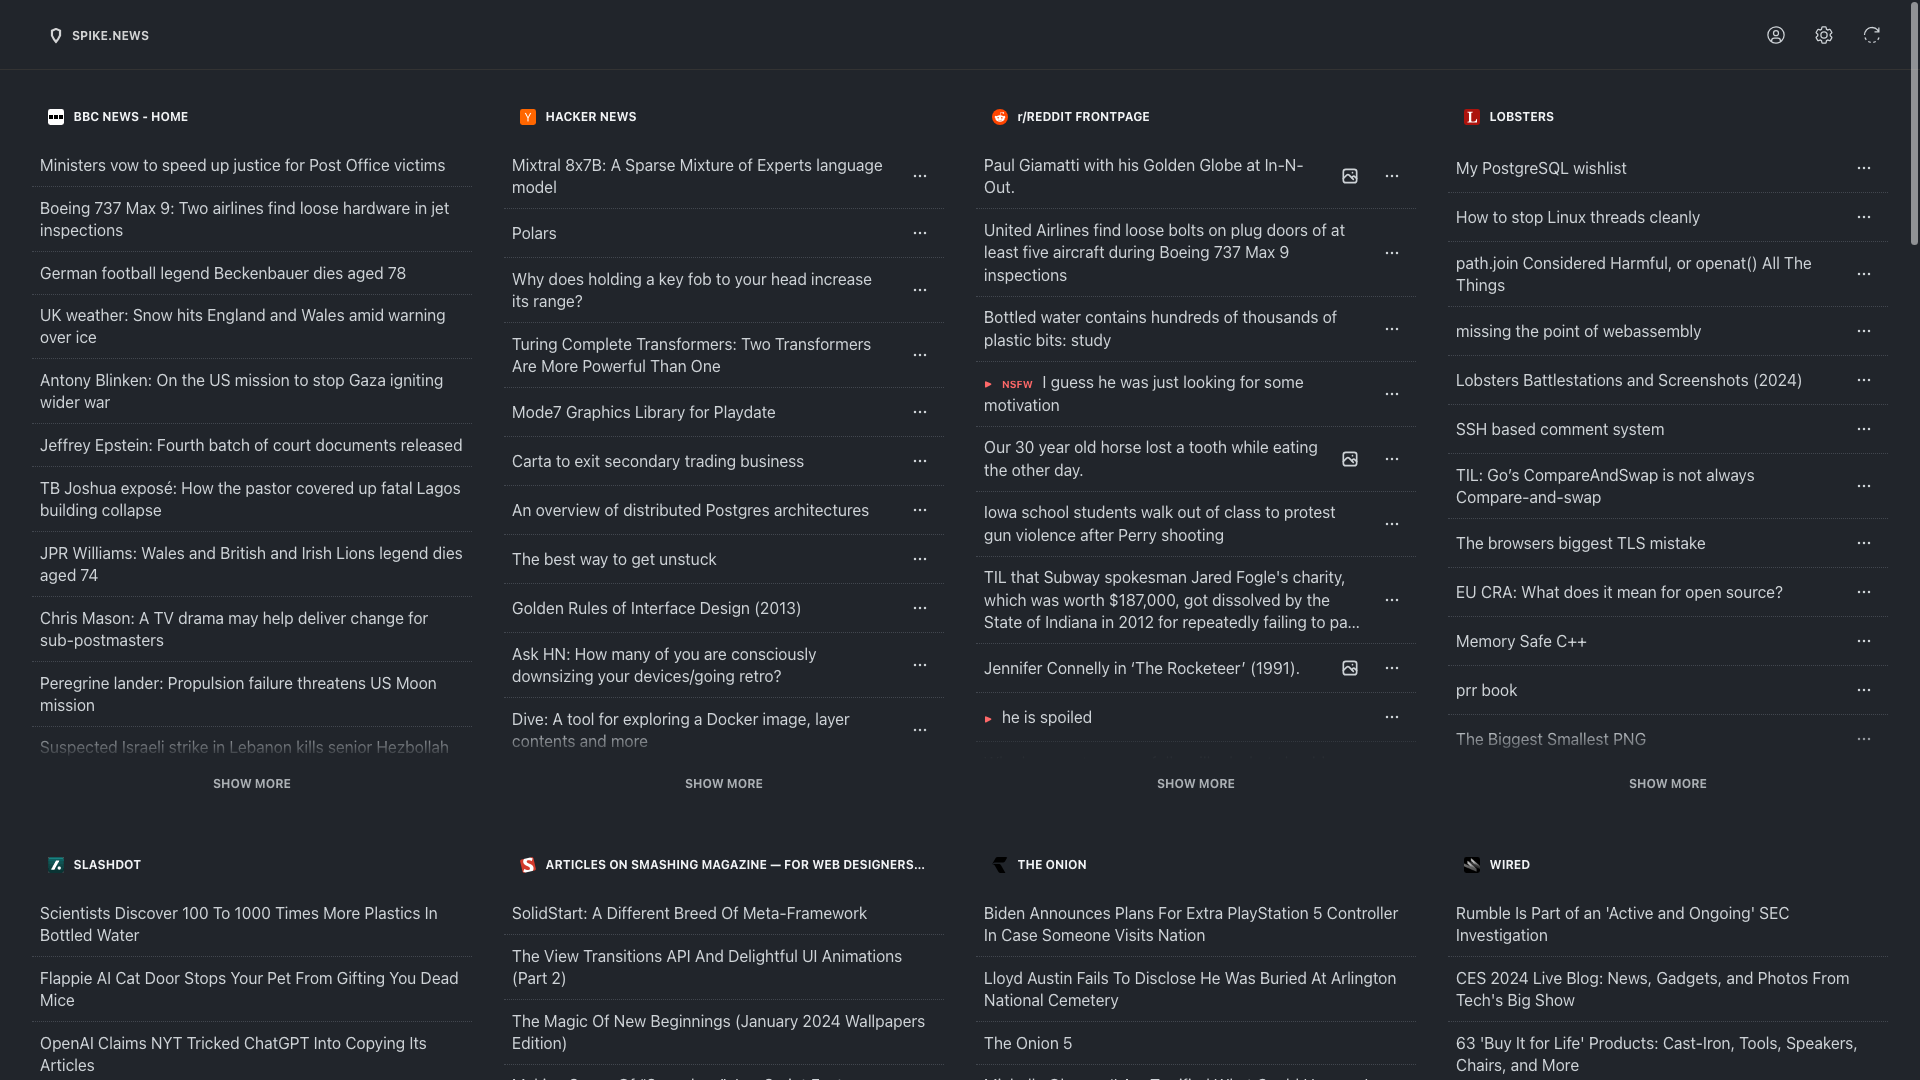 SPIKE.NEWS
BBC NEWS - HOME
Ministers vow to speed up justice for Post Office victims
Boeing 737 Max 9: Two airlines find loose hardware in jet
inspections
German football legend Beckenbauer dies aged 78
UK weather: Snow hits England and Wales amid warning
over ice
Antony Blinken: On the US mission to stop Gaza igniting
wider war
Jeffrey Epstein: Fourth batch of court documents released
TB Joshua exposé: How the pastor covered up fatal Lagos
building collapse
JPR Williams: Wales and British and Irish Lions legend dies
aged 74
Chris Mason: A TV drama may help deliver change for
sub-postmasters
Peregrine lander: Propulsion failure threatens US Moon
mission
Suspected Israeli strike in Lebanon kills senior Hezbollah
SHOW MORE
HACKER NEWS
Mixtral 8x7B: A Sparse Mixture of Experts language
model
Polars
Why does holding a key fob to your head increase
its range?
Turing Complete Transformers: Two Transformers
Are More Powerful Than One
Mode7 Graphics Library for Playdate
Carta to exit secondary trading business
An overview of distributed Postgres architectures
The best way to get unstuck
Golden Rules of Interface Design (2013)
Ask HN: How many of you are consciously
downsizing your devices/going retro?
Dive: A tool for exploring a Docker image, layer
contents and more
SHOW MORE
r/REDDIT FRONTPAGE
Paul Giamatti with his Golden Globe at In-N-
Out.
United Airlines find loose bolts on plug doors of at
least five aircraft during Boeing 737 Max 9
inspections
Bottled water contains hundreds of thousands of
plastic bits: study
NSFW I guess he was just looking for some
motivation
Our 30 year old horse lost a tooth while eating
the other day.
Iowa school students walk out of class to protest
gun violence after Perry shooting
TIL that Subway spokesman Jared Fogle's charity,
which was worth $187,000, got dissolved by the
State of Indiana in 2012 for repeatedly failing to pa...
Jennifer Connelly in ‘The Rocketeer’ (1991).
he is spoiled
SHOW MORE
LOBSTERS
My PostgreSQL wishlist
How to stop Linux threads cleanly
path.join Considered Harmful, or openat() All The
Things
missing the point of webassembly
Lobsters Battlestations and Screenshots (2024)
SSH based comment system
TIL: Go’s CompareAndSwap is not always
Compare-and-swap
The browsers biggest TLS mistake
EU CRA: What does it mean for open source?
Memory Safe C++
prr book
The Biggest Smallest PNG
SHOW MORE
SLASHDOT
Scientists Discover 100 To 1000 Times More Plastics In
Bottled Water
Flappie AI Cat Door Stops Your Pet From Gifting You Dead
Mice
OpenAI Claims NYT Tricked ChatGPT Into Copying Its
Articles
ARTICLES ON SMASHING MAGAZINE — FOR WEB DESIGNERS...
SolidStart: A Different Breed Of Meta-Framework
The View Transitions API And Delightful UI Animations
(Part 2)
The Magic Of New Beginnings (January 2024 Wallpapers
Edition)
THE ONION
Biden Announces Plans For Extra PlayStation 5 Controller
In Case Someone Visits Nation
Lloyd Austin Fails To Disclose He Was Buried At Arlington
National Cemetery
The Onion 5
WIRED
Rumble Is Part of an 'Active and Ongoing' SEC
Investigation
CES 2024 Live Blog: News, Gadgets, and Photos From
Tech's Big Show
63 'Buy It for Life' Products: Cast-Iron, Tools, Speakers,
Chairs, and More